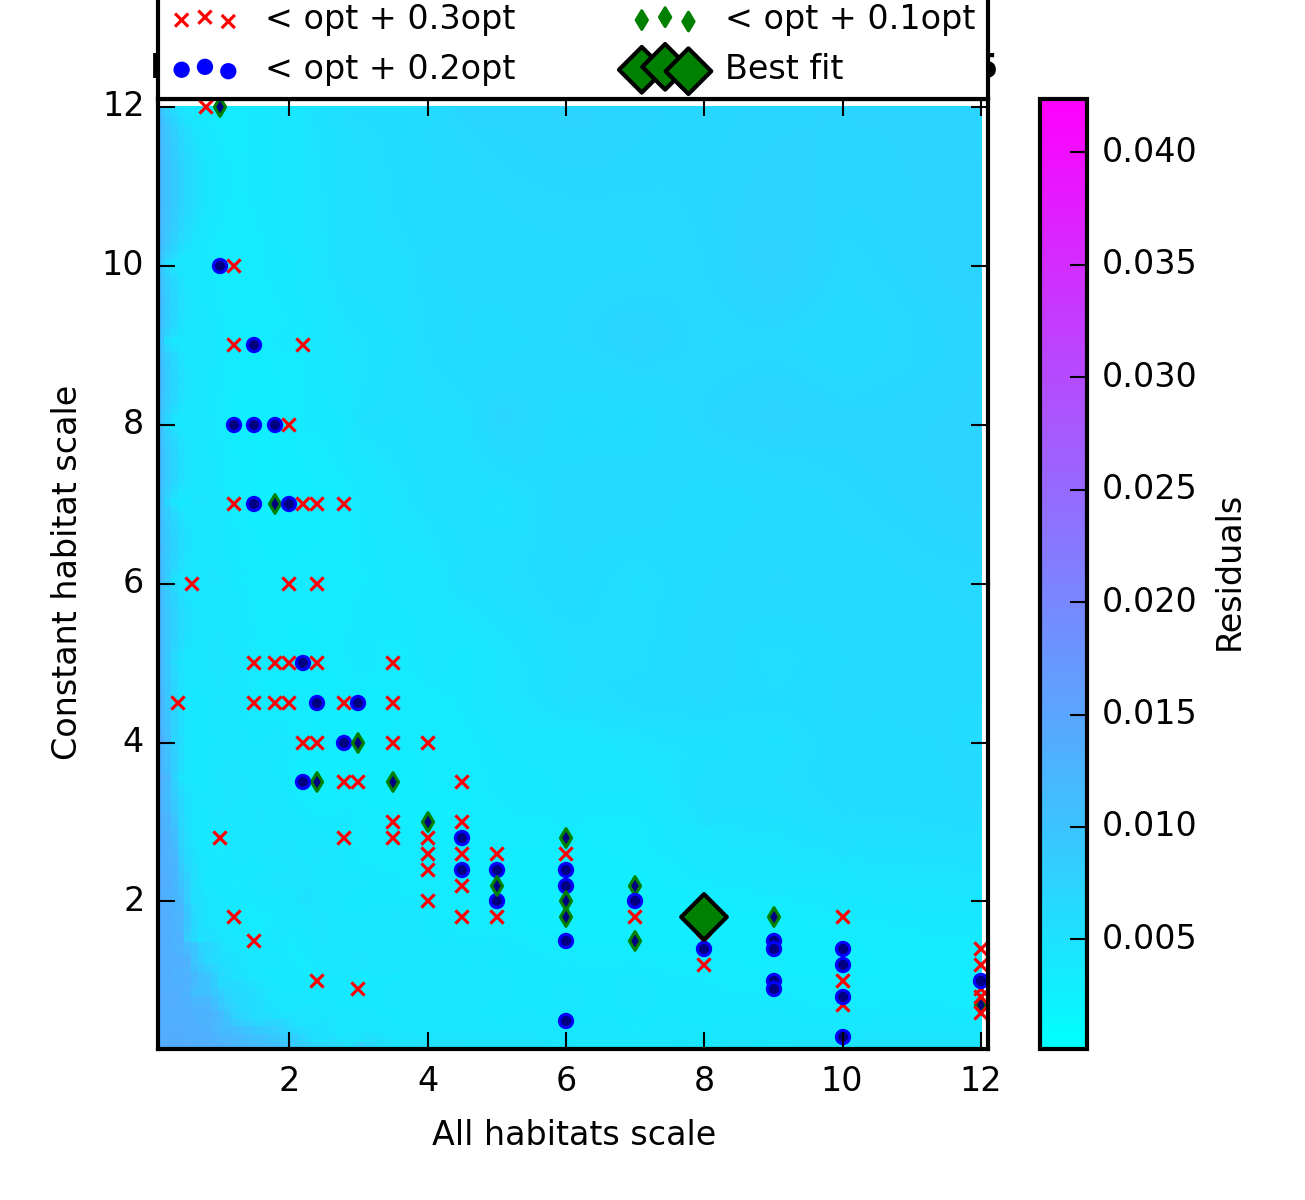 < opt + 0.3opt
< opt + 0.1opt
< opt + 0.2opt
Best fit
12
10
8
6
4
2
Constant habitat scale
2 4 6 8 10 12
All habitats scale
0.040
0.035
0.030
0.025
0.020
0.015
0.010
0.005
Residuals